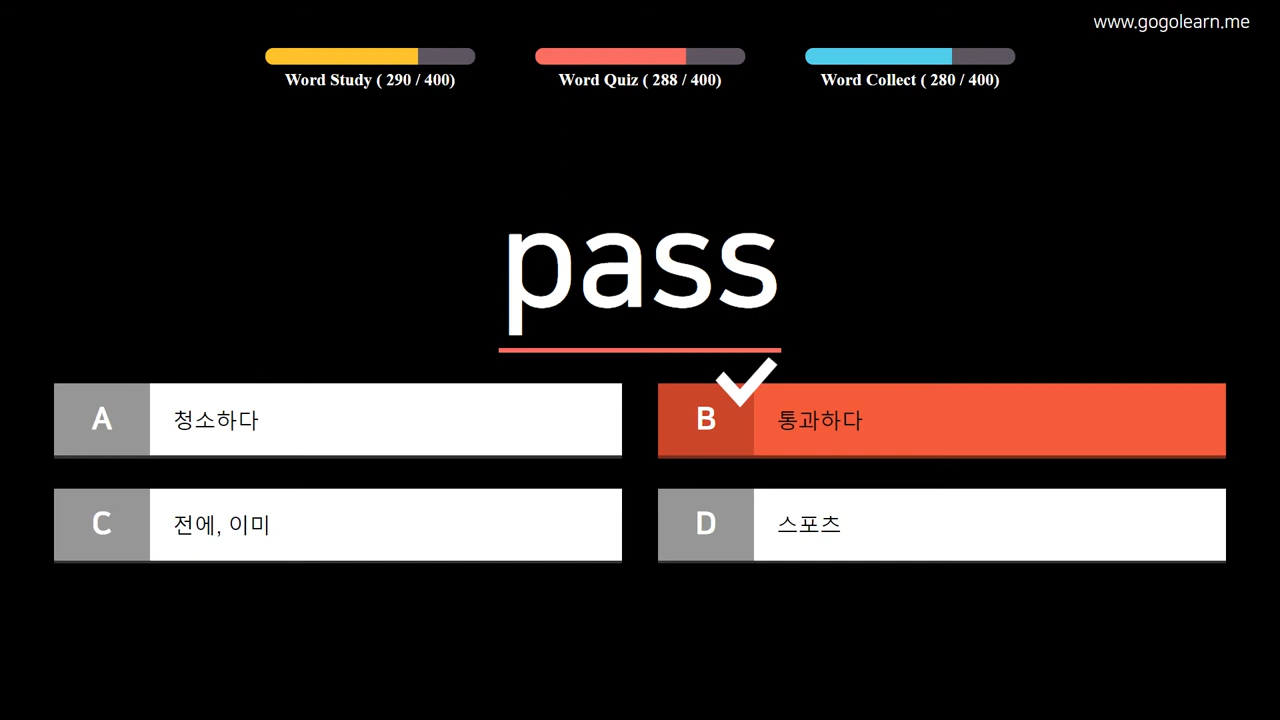 www.gogolearn.me
Word Study ( 290 / 400)
Word Quiz ( 288 / 400)
Word Collect ( 280 / 400)
pass
A 청소하다
B 통과하다
C 전에, 이미
D 스포츠